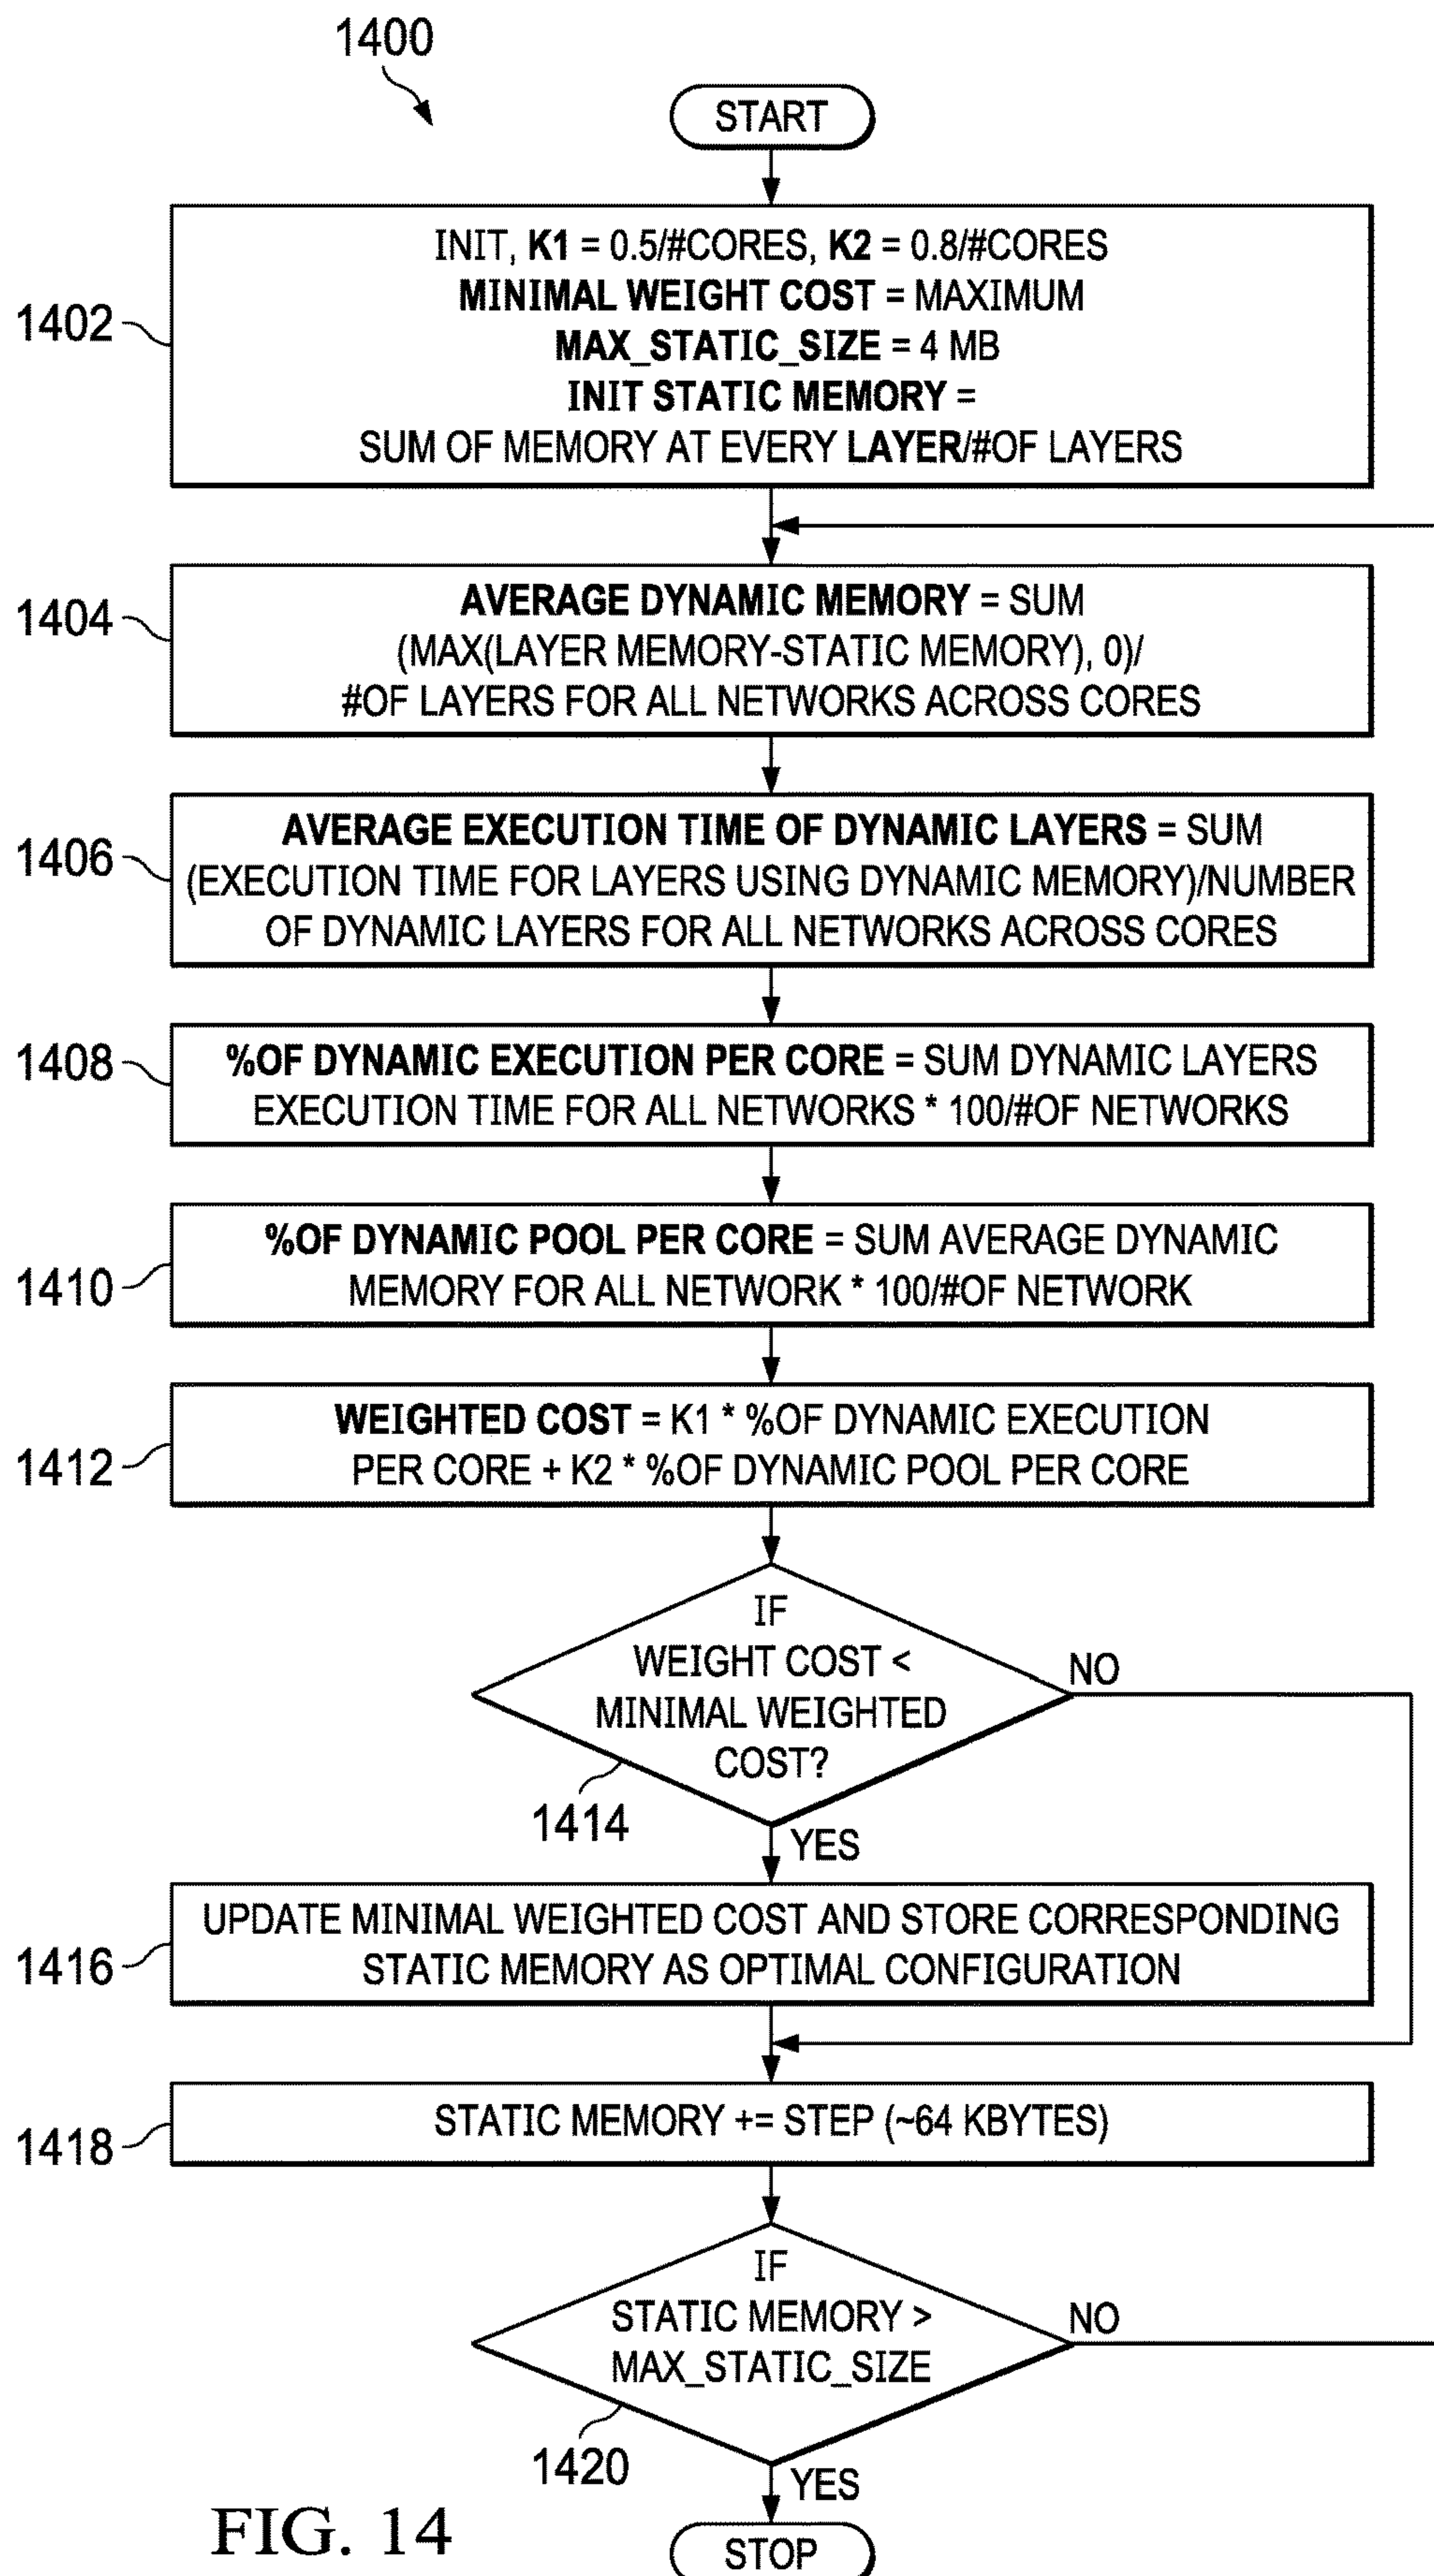 1400
START
1402
INIT, K1 = 0.5/#CORES, K2 = 0.8/#CORES
MINIMAL WEIGHT COST = MAXIMUM
MAX_STATIC_SIZE = 4 MB
INIT STATIC MEMORY =
SUM OF MEMORY AT EVERY LAYER/#OF LAYERS
1404
AVERAGE DYNAMIC MEMORY = SUM
(MAX(LAYER MEMORY-STATIC MEMORY), 0)/
#OF LAYERS FOR ALL NETWORKS ACROSS CORES
1406
AVERAGE EXECUTION TIME OF DYNAMIC LAYERS = SUM
(EXECUTION TIME FOR LAYERS USING DYNAMIC MEMORY)/NUMBER
OF DYNAMIC LAYERS FOR ALL NETWORKS ACROSS CORES
1408
%OF DYNAMIC EXECUTION PER CORE = SUM DYNAMIC LAYERS
EXECUTION TIME FOR ALL NETWORKS * 100/#OF NETWORKS
1410
%OF DYNAMIC POOL PER CORE = SUM AVERAGE DYNAMIC
MEMORY FOR ALL NETWORK * 100/#OF NETWORK
1412
WEIGHTED COST = K1 * %OF DYNAMIC EXECUTION
PER CORE + K2 * %OF DYNAMIC POOL PER CORE
IF
WEIGHT COST <
MINIMAL WEIGHTED
COST?
NO
1414
YES
1416
UPDATE MINIMAL WEIGHTED COST AND STORE CORRESPONDING
STATIC MEMORY AS OPTIMAL CONFIGURATION
1418
STATIC MEMORY += STEP (~64 KBYTES)
IF
STATIC MEMORY >
MAX_STATIC_SIZE
NO
1420
YES
STOP
FIG. 14